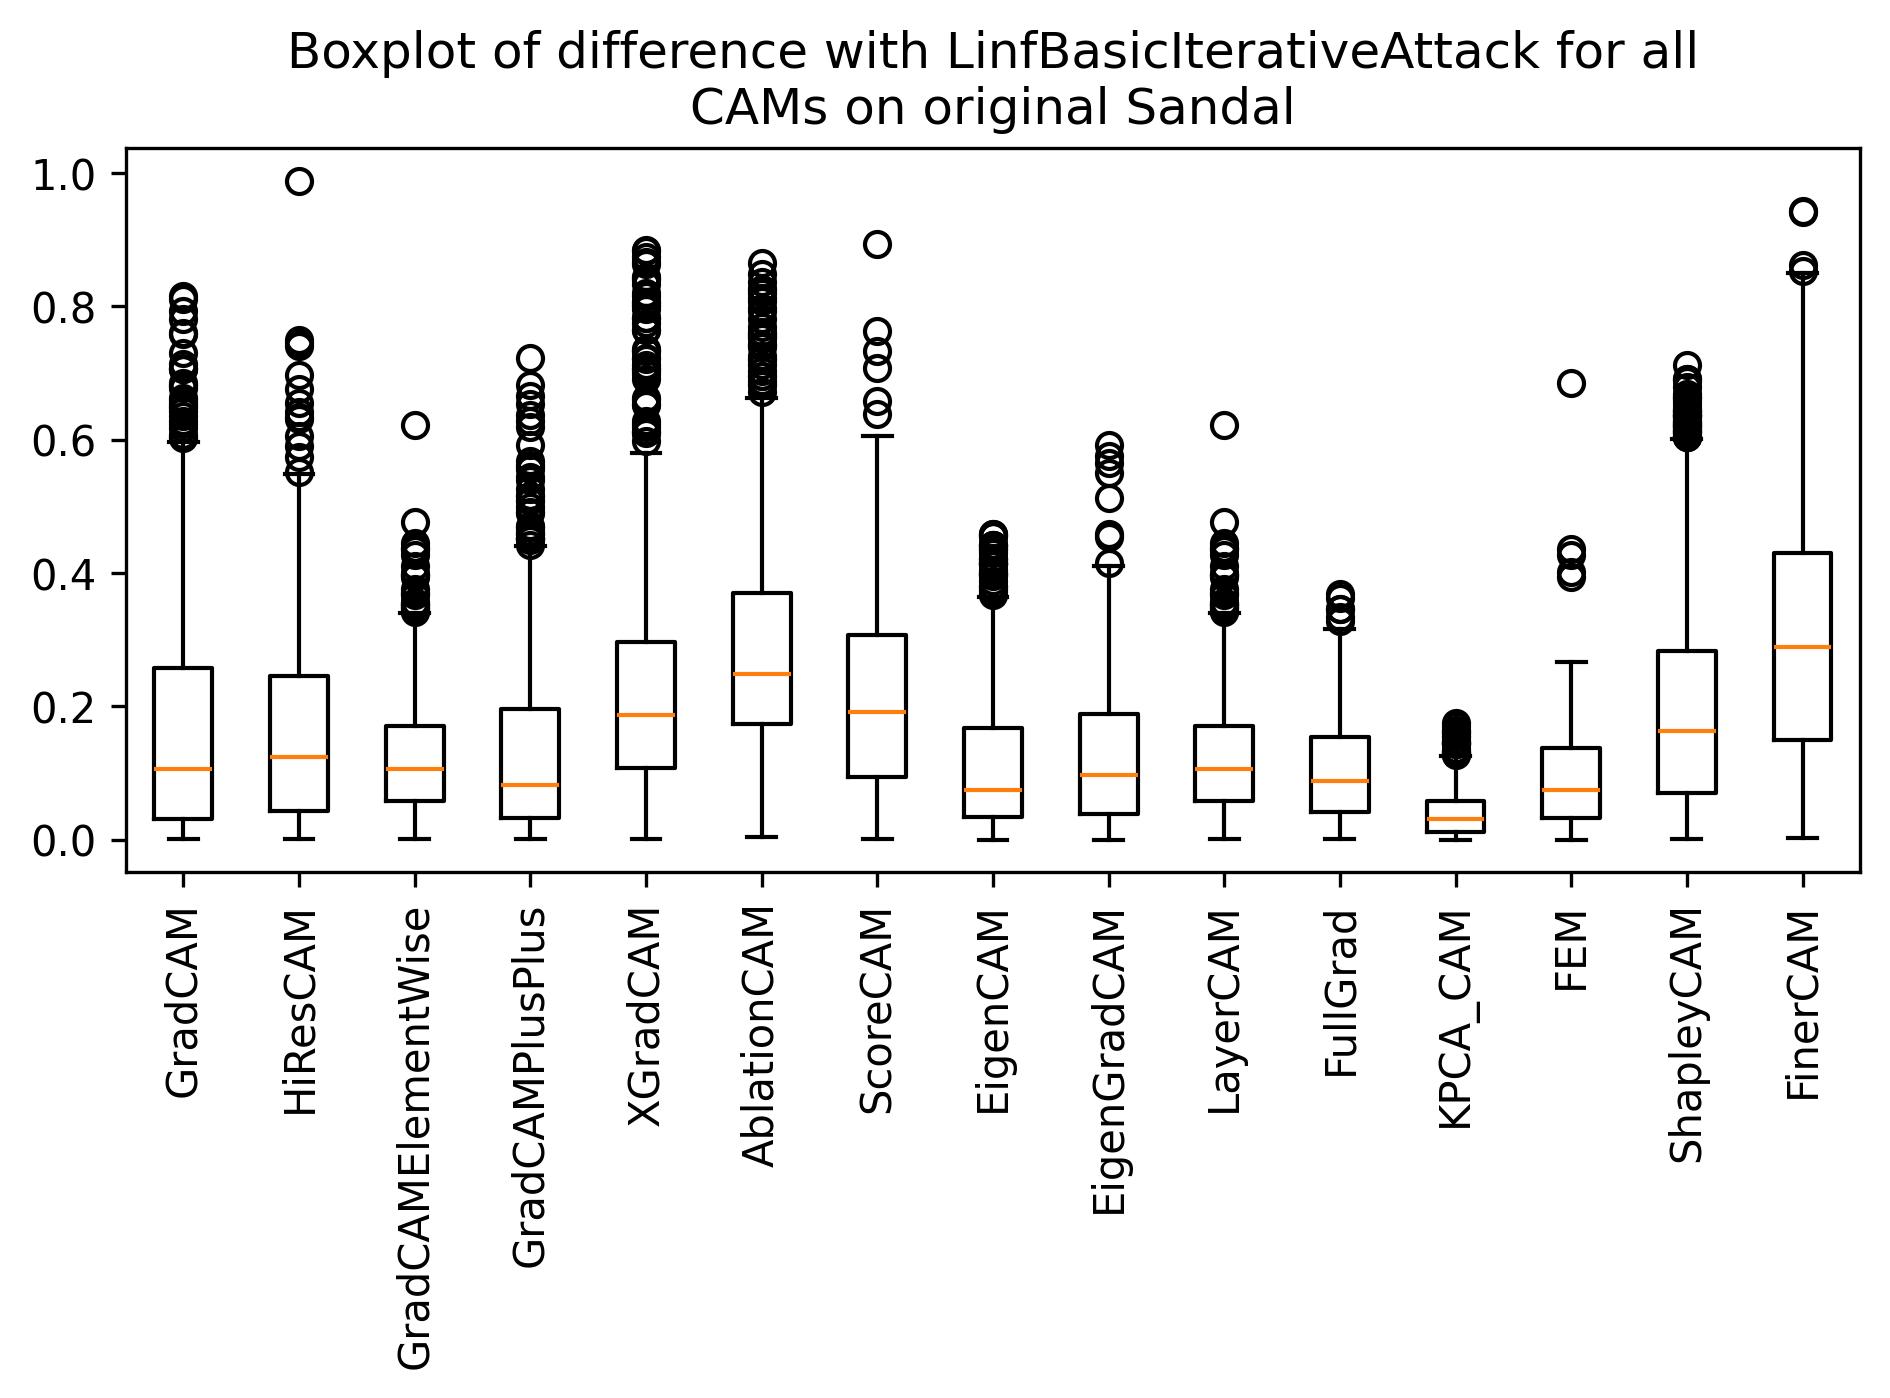 Boxplot of difference with LinfBasicIterativeAttack for all
CAMs on original Sandal
1.0
0.8
0.6
0.4
0.2
0.0
GradCAM
HiResCAM
GradCAMElementWise
GradCAMPlusPlus
XGradCAM
AblationCAM
ScoreCAM
EigenCAM
EigenGradCAM
LayerCAM
FullGrad
KPCA_CAM
FEM
ShapleyCAM
FinerCAM